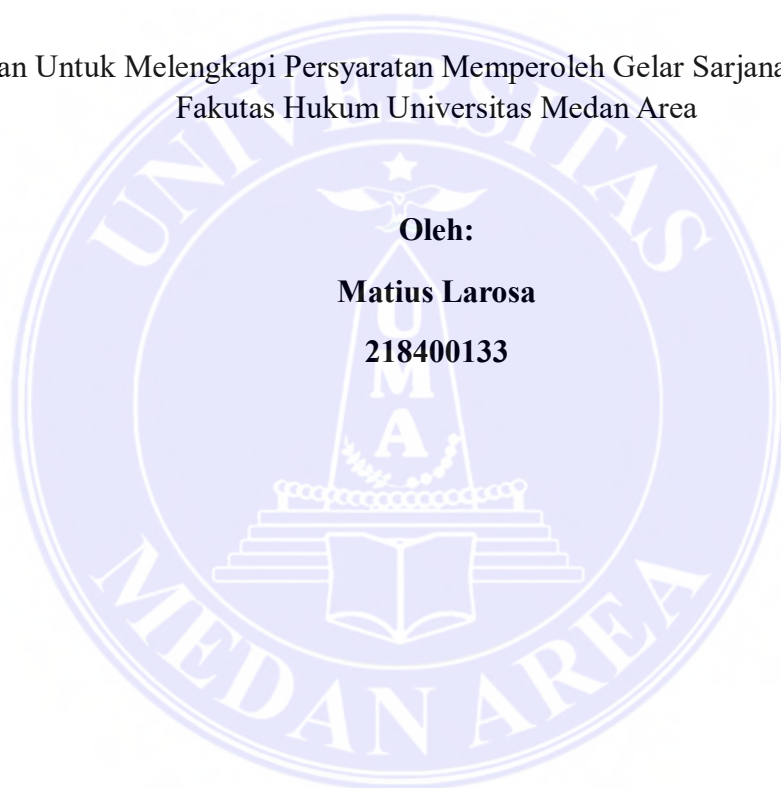 an Untuk Melengkapi Persyaratan Memperoleh Gelar Sarjana
Fakutas Hukum Universitas Medan Area
Oleh:
Matius Larosa
218400133
UNIVERSITAS
UMA
MEDAN AREA